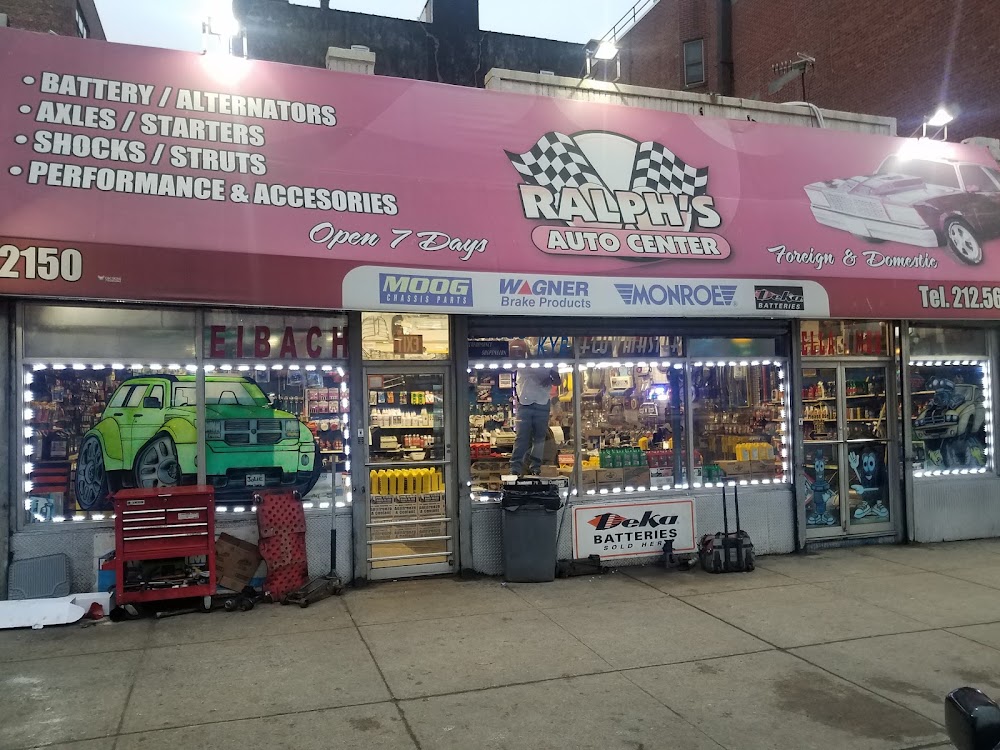 • BATTERY / ALTERNATORS
• AXLES / STARTERS
• SHOCKS / STRUTS
• PERFORMANCE & ACCESORIES
Open 7 Days
2150
RALPH'S
AUTO CENTER
Foreign & Domestic
Tel. 212.56
MOOG
CHASSIS PARTS
WAGNER
Brake Products
MONROE
Deka
BATTERIES
EIBACH
KYB
Deka
BATTERIES
SOLD HERE